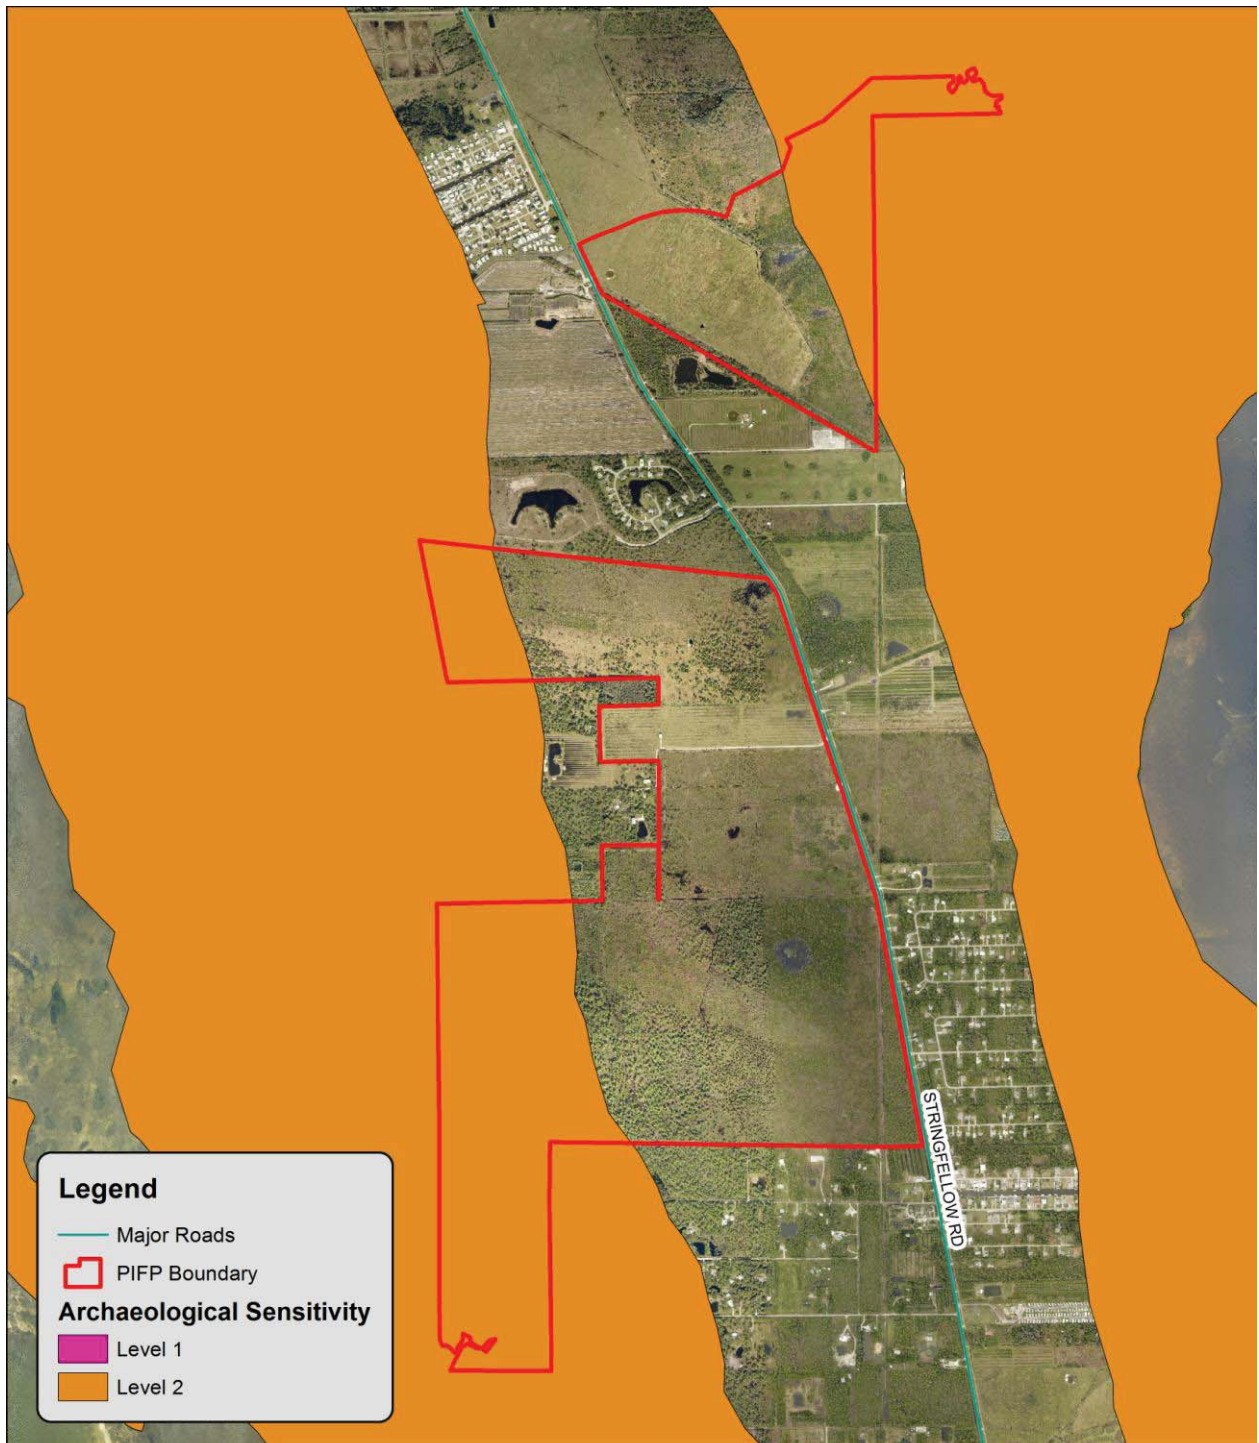 STRINGFELLOW RD
Legend
Major Roads
PIFP Boundary
Archaeological Sensitivity
Level 1
Level 2